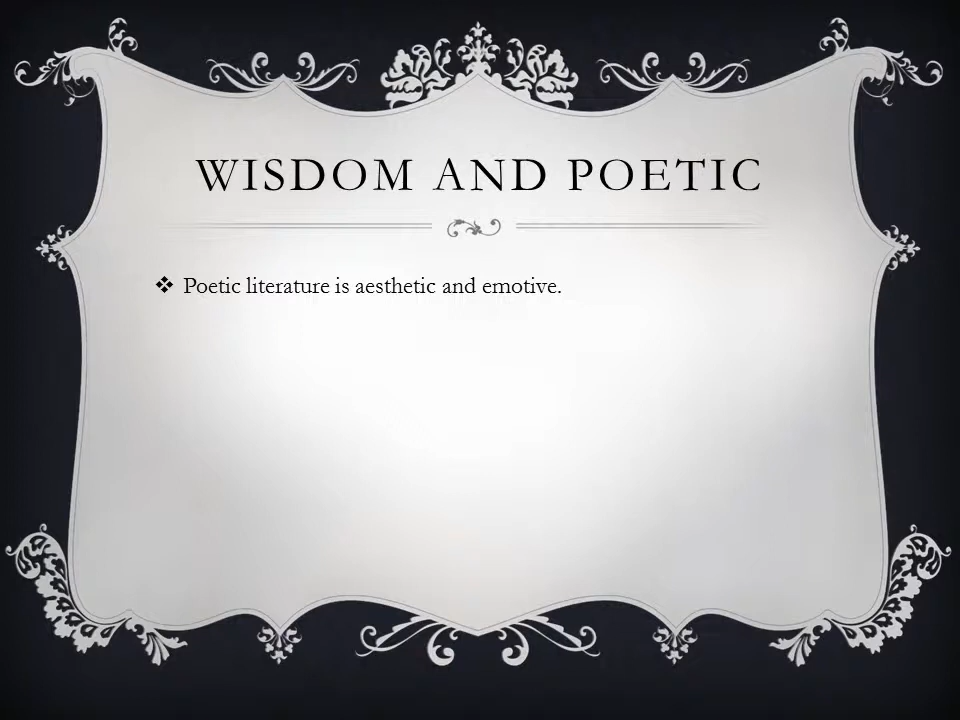 WISDOM AND POETIC
❖ Poetic literature is aesthetic and emotive.